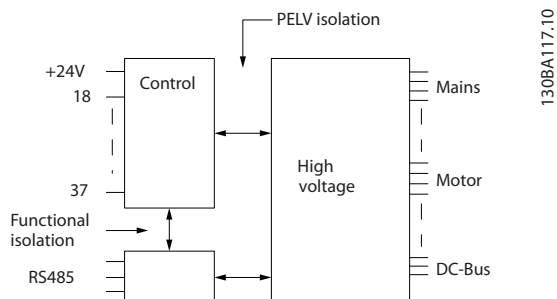 PELV isolation
130BA117.10
+24V
Control
Mains
18
High
voltage
37
Motor
Functional
isolation
RS485
DC-Bus